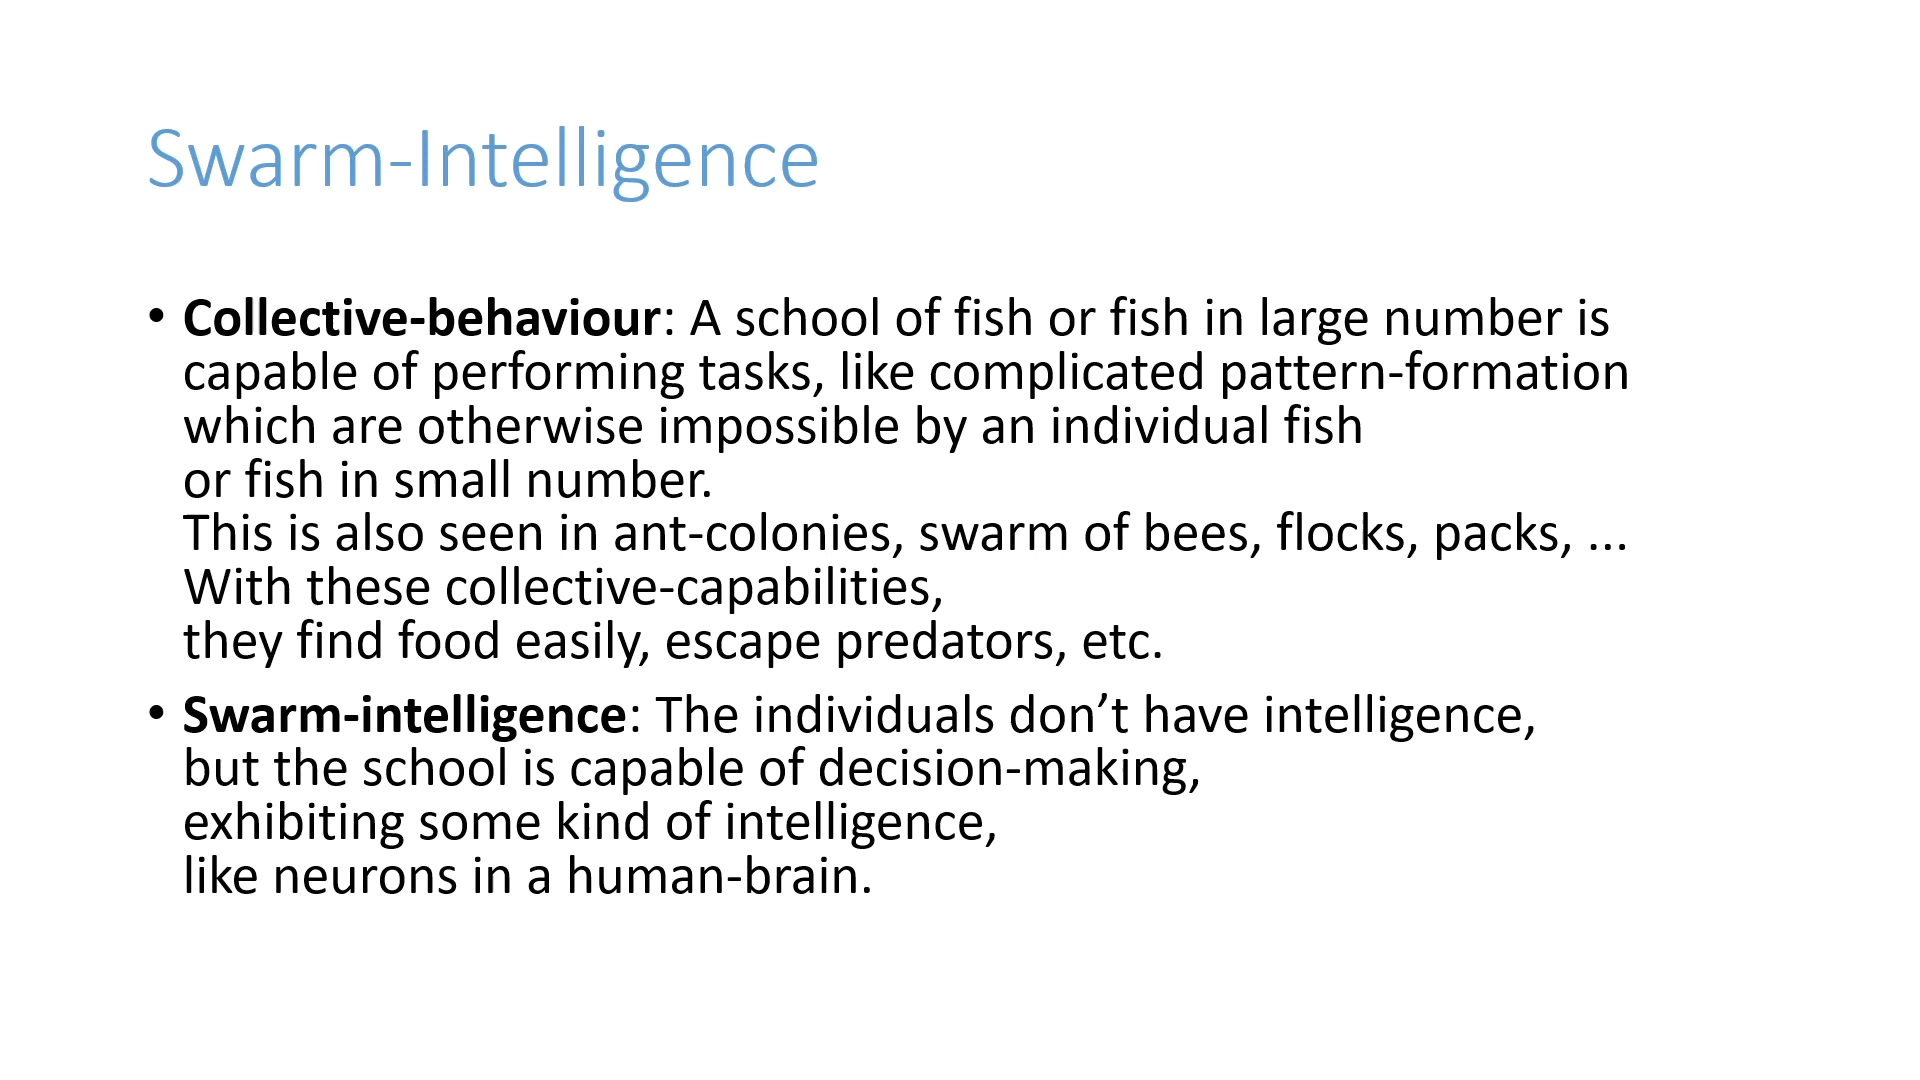 Swarm-Intelligence
• Collective-behaviour: A school of fish or fish in large number is
capable of performing tasks, like complicated pattern-formation
which are otherwise impossible by an individual fish
or fish in small number.
This is also seen in ant-colonies, swarm of bees, flocks, packs, ...
With these collective-capabilities,
they find food easily, escape predators, etc.
• Swarm-intelligence: The individuals don’t have intelligence,
but the school is capable of decision-making,
exhibiting some kind of intelligence,
like neurons in a human-brain.